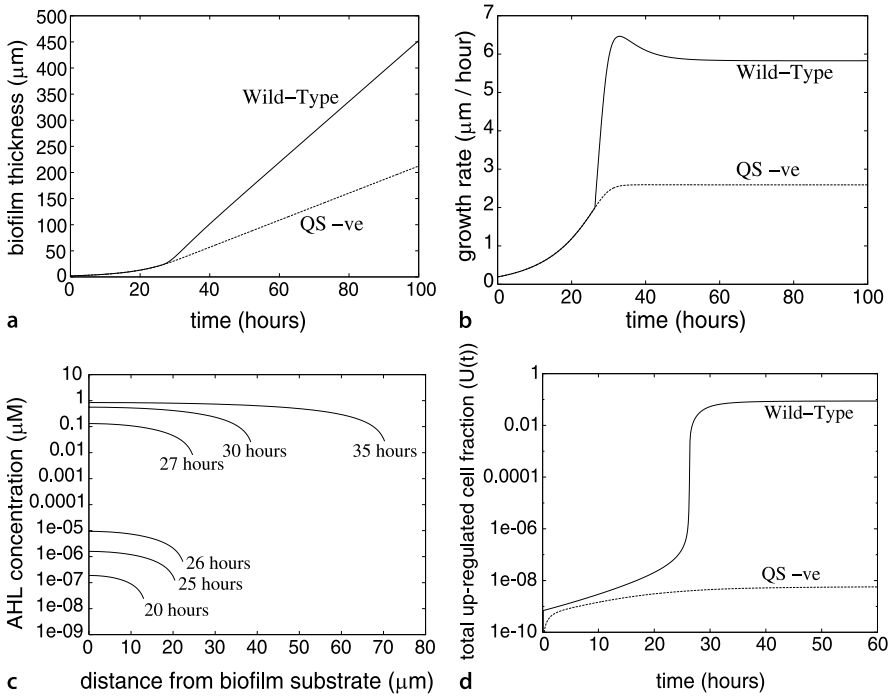 500
450
400
350
300
250
200
150
100
50
0
biofilm thickness (μm)
Wild–Type
QS –ve
0 20 40 60 80 100
time (hours)
a
7
6
5
4
3
2
1
0
growth rate (μm / hour)
Wild–Type
QS –ve
0 20 40 60 80 100
time (hours)
b
10
1
0.1
0.01
0.001
0.0001
1e-05
1e-06
1e-07
1e-08
1e-09
AHL concentration (μM)
27 hours
30 hours
35 hours
26 hours
25 hours
20 hours
0 10 20 30 40 50 60 70 80
distance from biofilm substrate (μm)
c
1
0.01
0.0001
1e-06
1e-08
1e-10
total up-regulated cell fraction (U(t))
Wild–Type
QS –ve
0 10 20 30 40 50 60
time (hours)
d